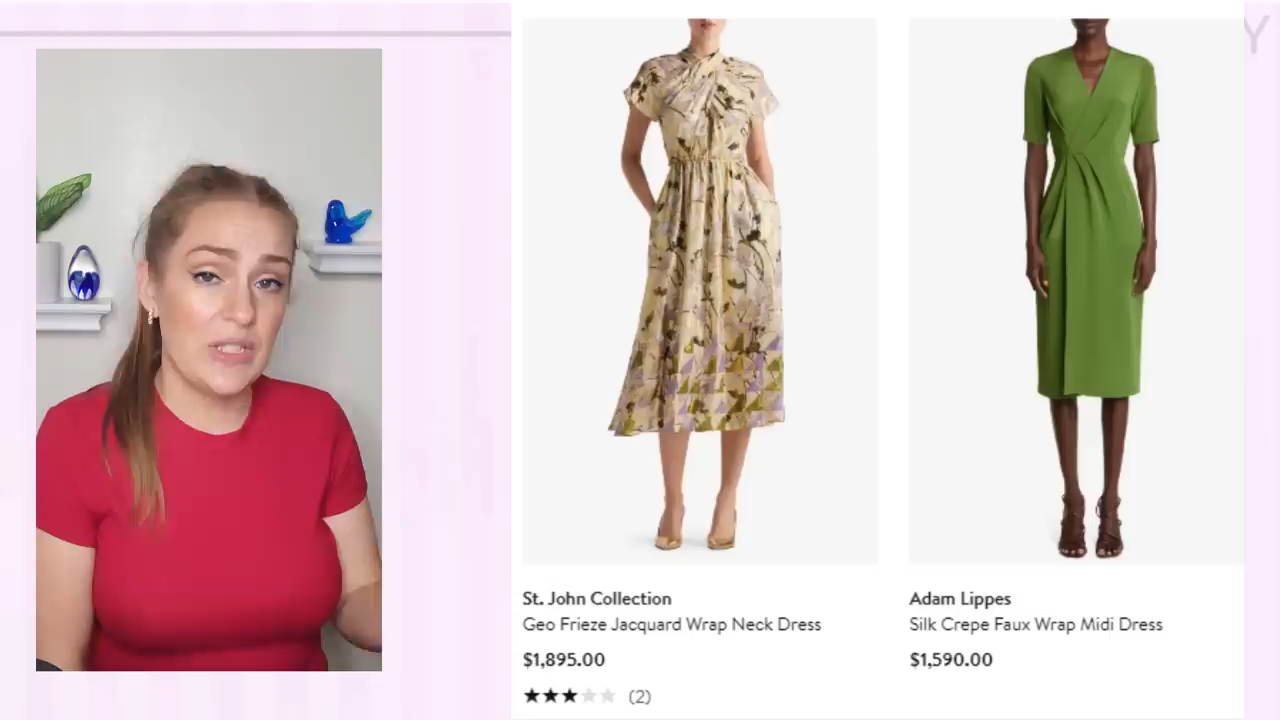 Y
St. John Collection
Geo Frieze Jacquard Wrap Neck Dress
$1,895.00
(2)
Adam Lippes
Silk Crepe Faux Wrap Midi Dress
$1,590.00